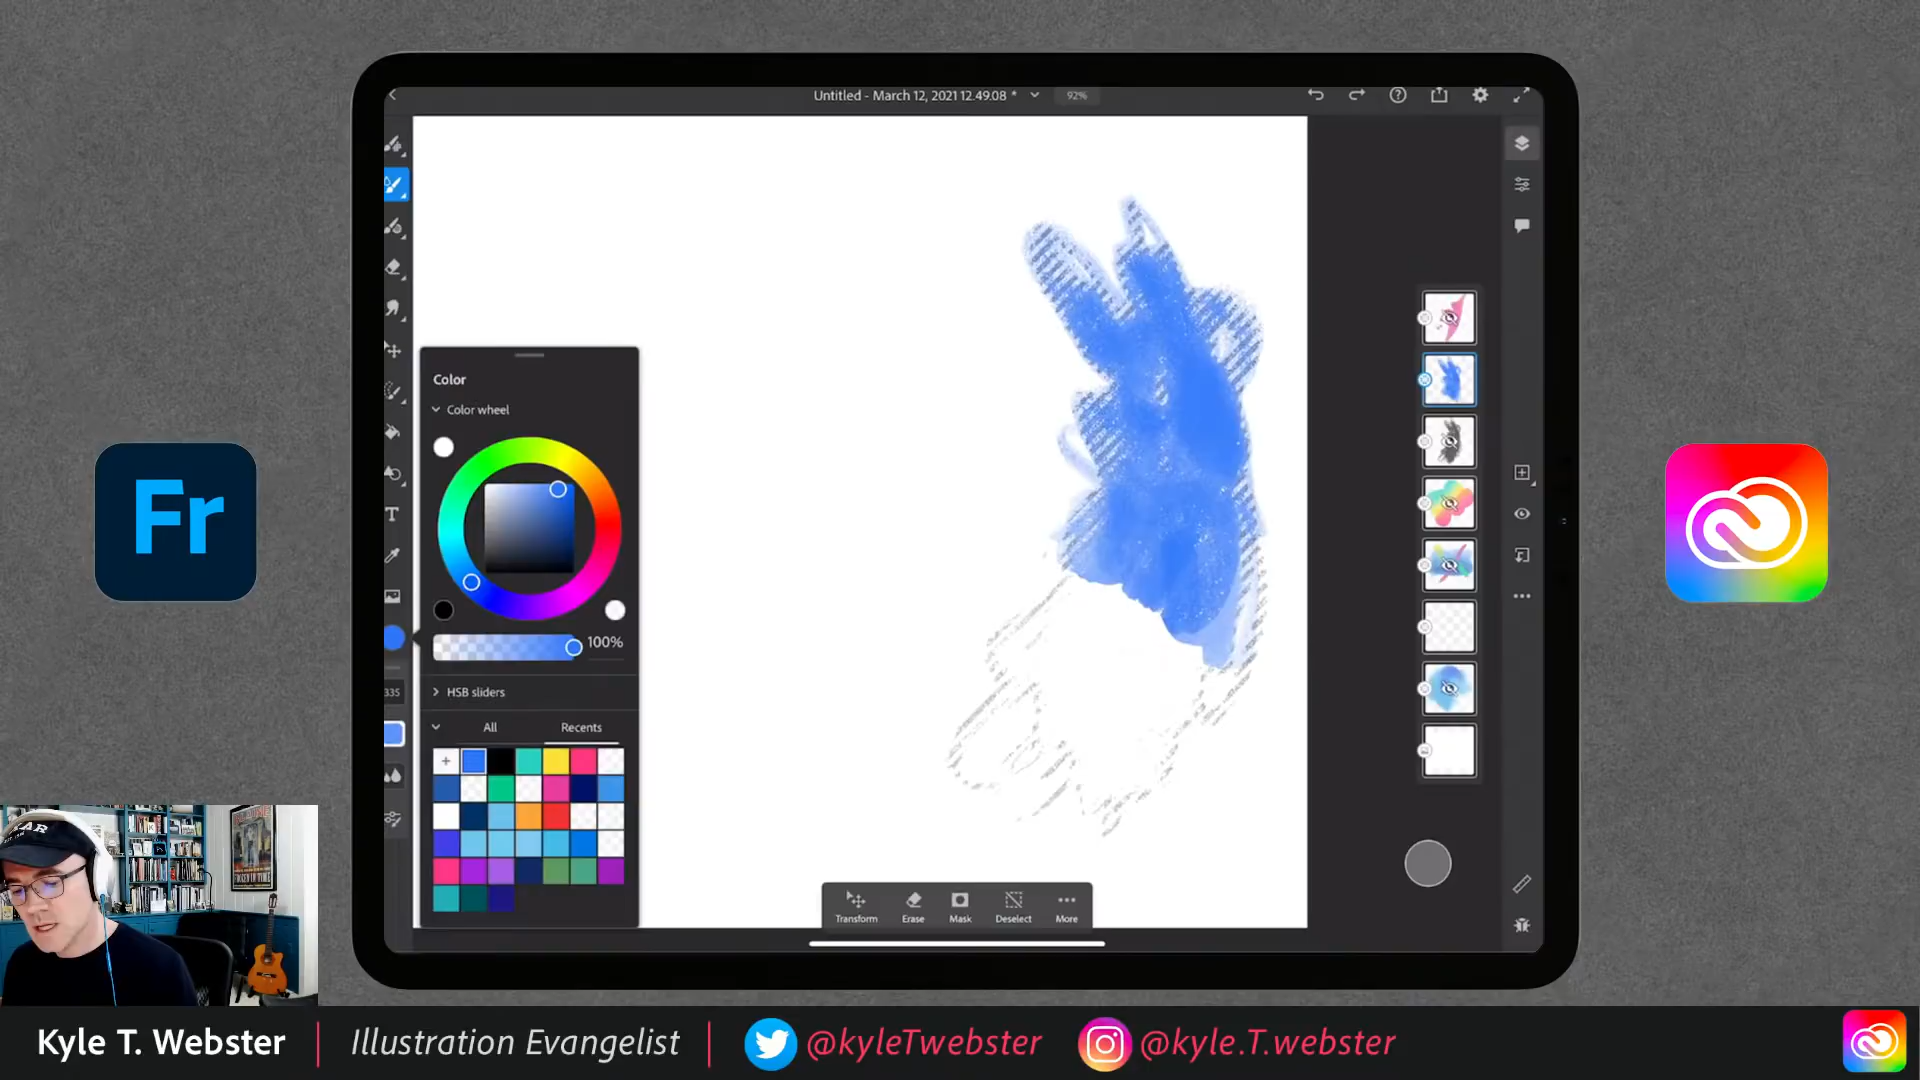 Untitled - March 12, 2021 12.49.08 *
92%
Color
Color wheel
100%
HSB sliders
All
Recents
335
T
Fr
Transform
Erase
Mask
Deselect
More
Kyle T. Webster
Illustration Evangelist
@kyleTwebster
@kyle.T.webster